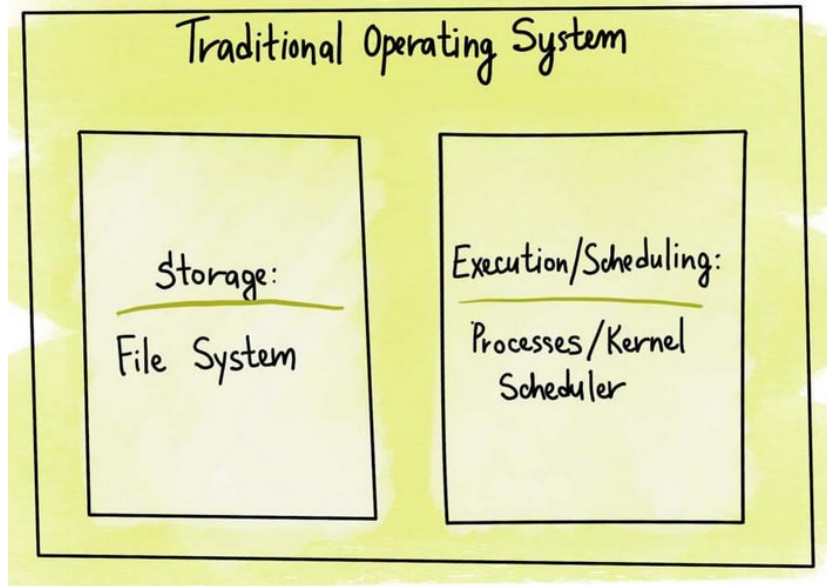 Traditional Operating System
Storage:
File System
Execution/Scheduling:
Processes/Kernel
Scheduler